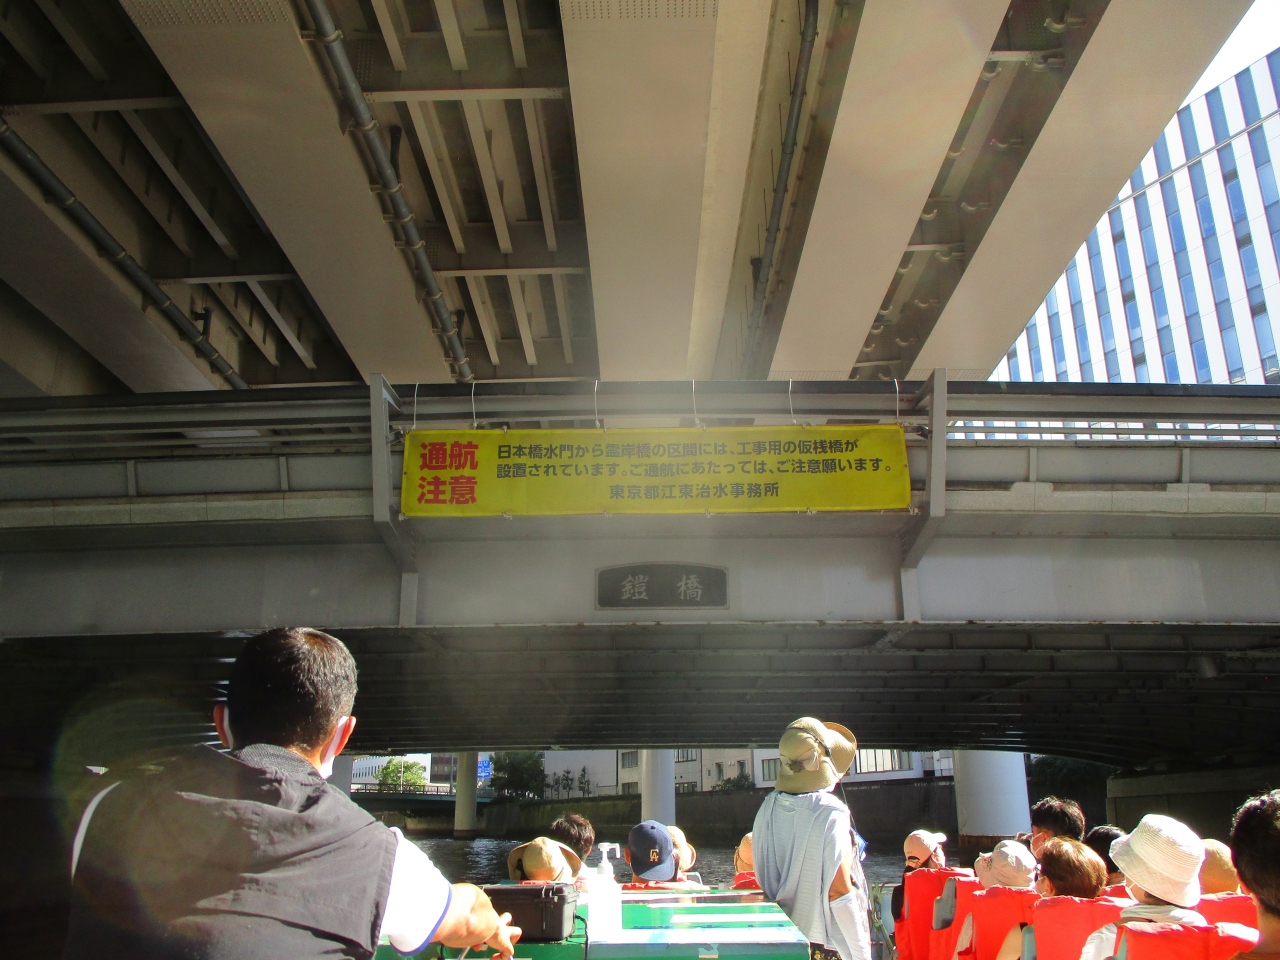 通航
注意
日本橋水門から霊岸橋の区間には、工事用の仮桟橋が
設置されています。ご通航にあたっては、ご注意願います。
東京都江東治水事務所
鎧橋